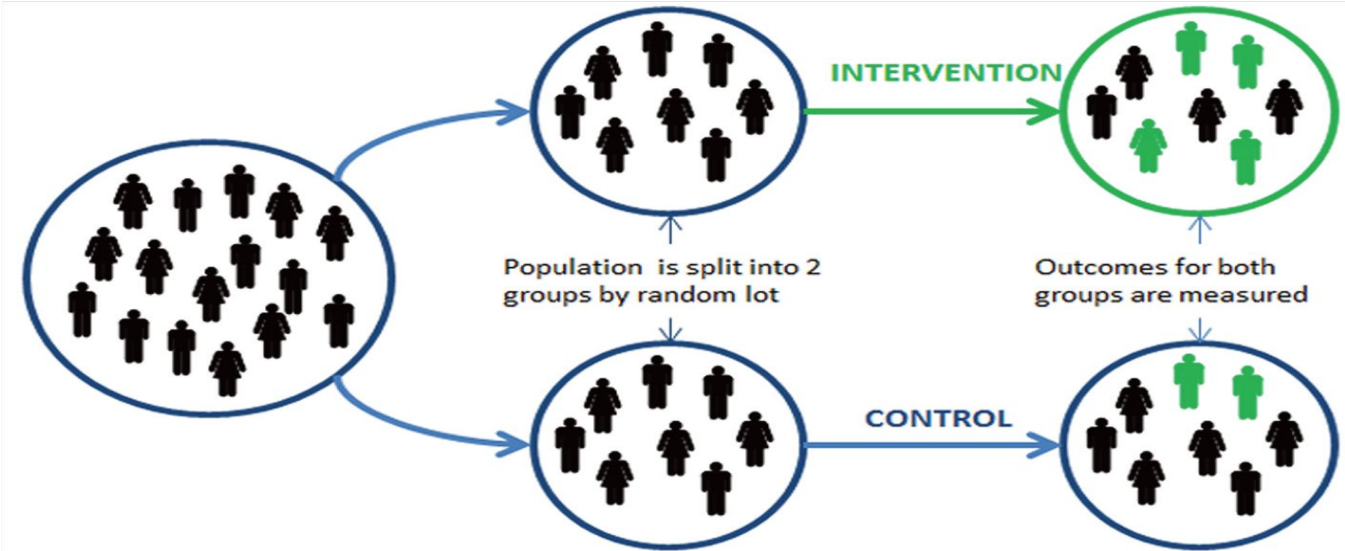 INTERVENTION
Population is split into 2
groups by random lot
Outcomes for both
groups are measured
CONTROL